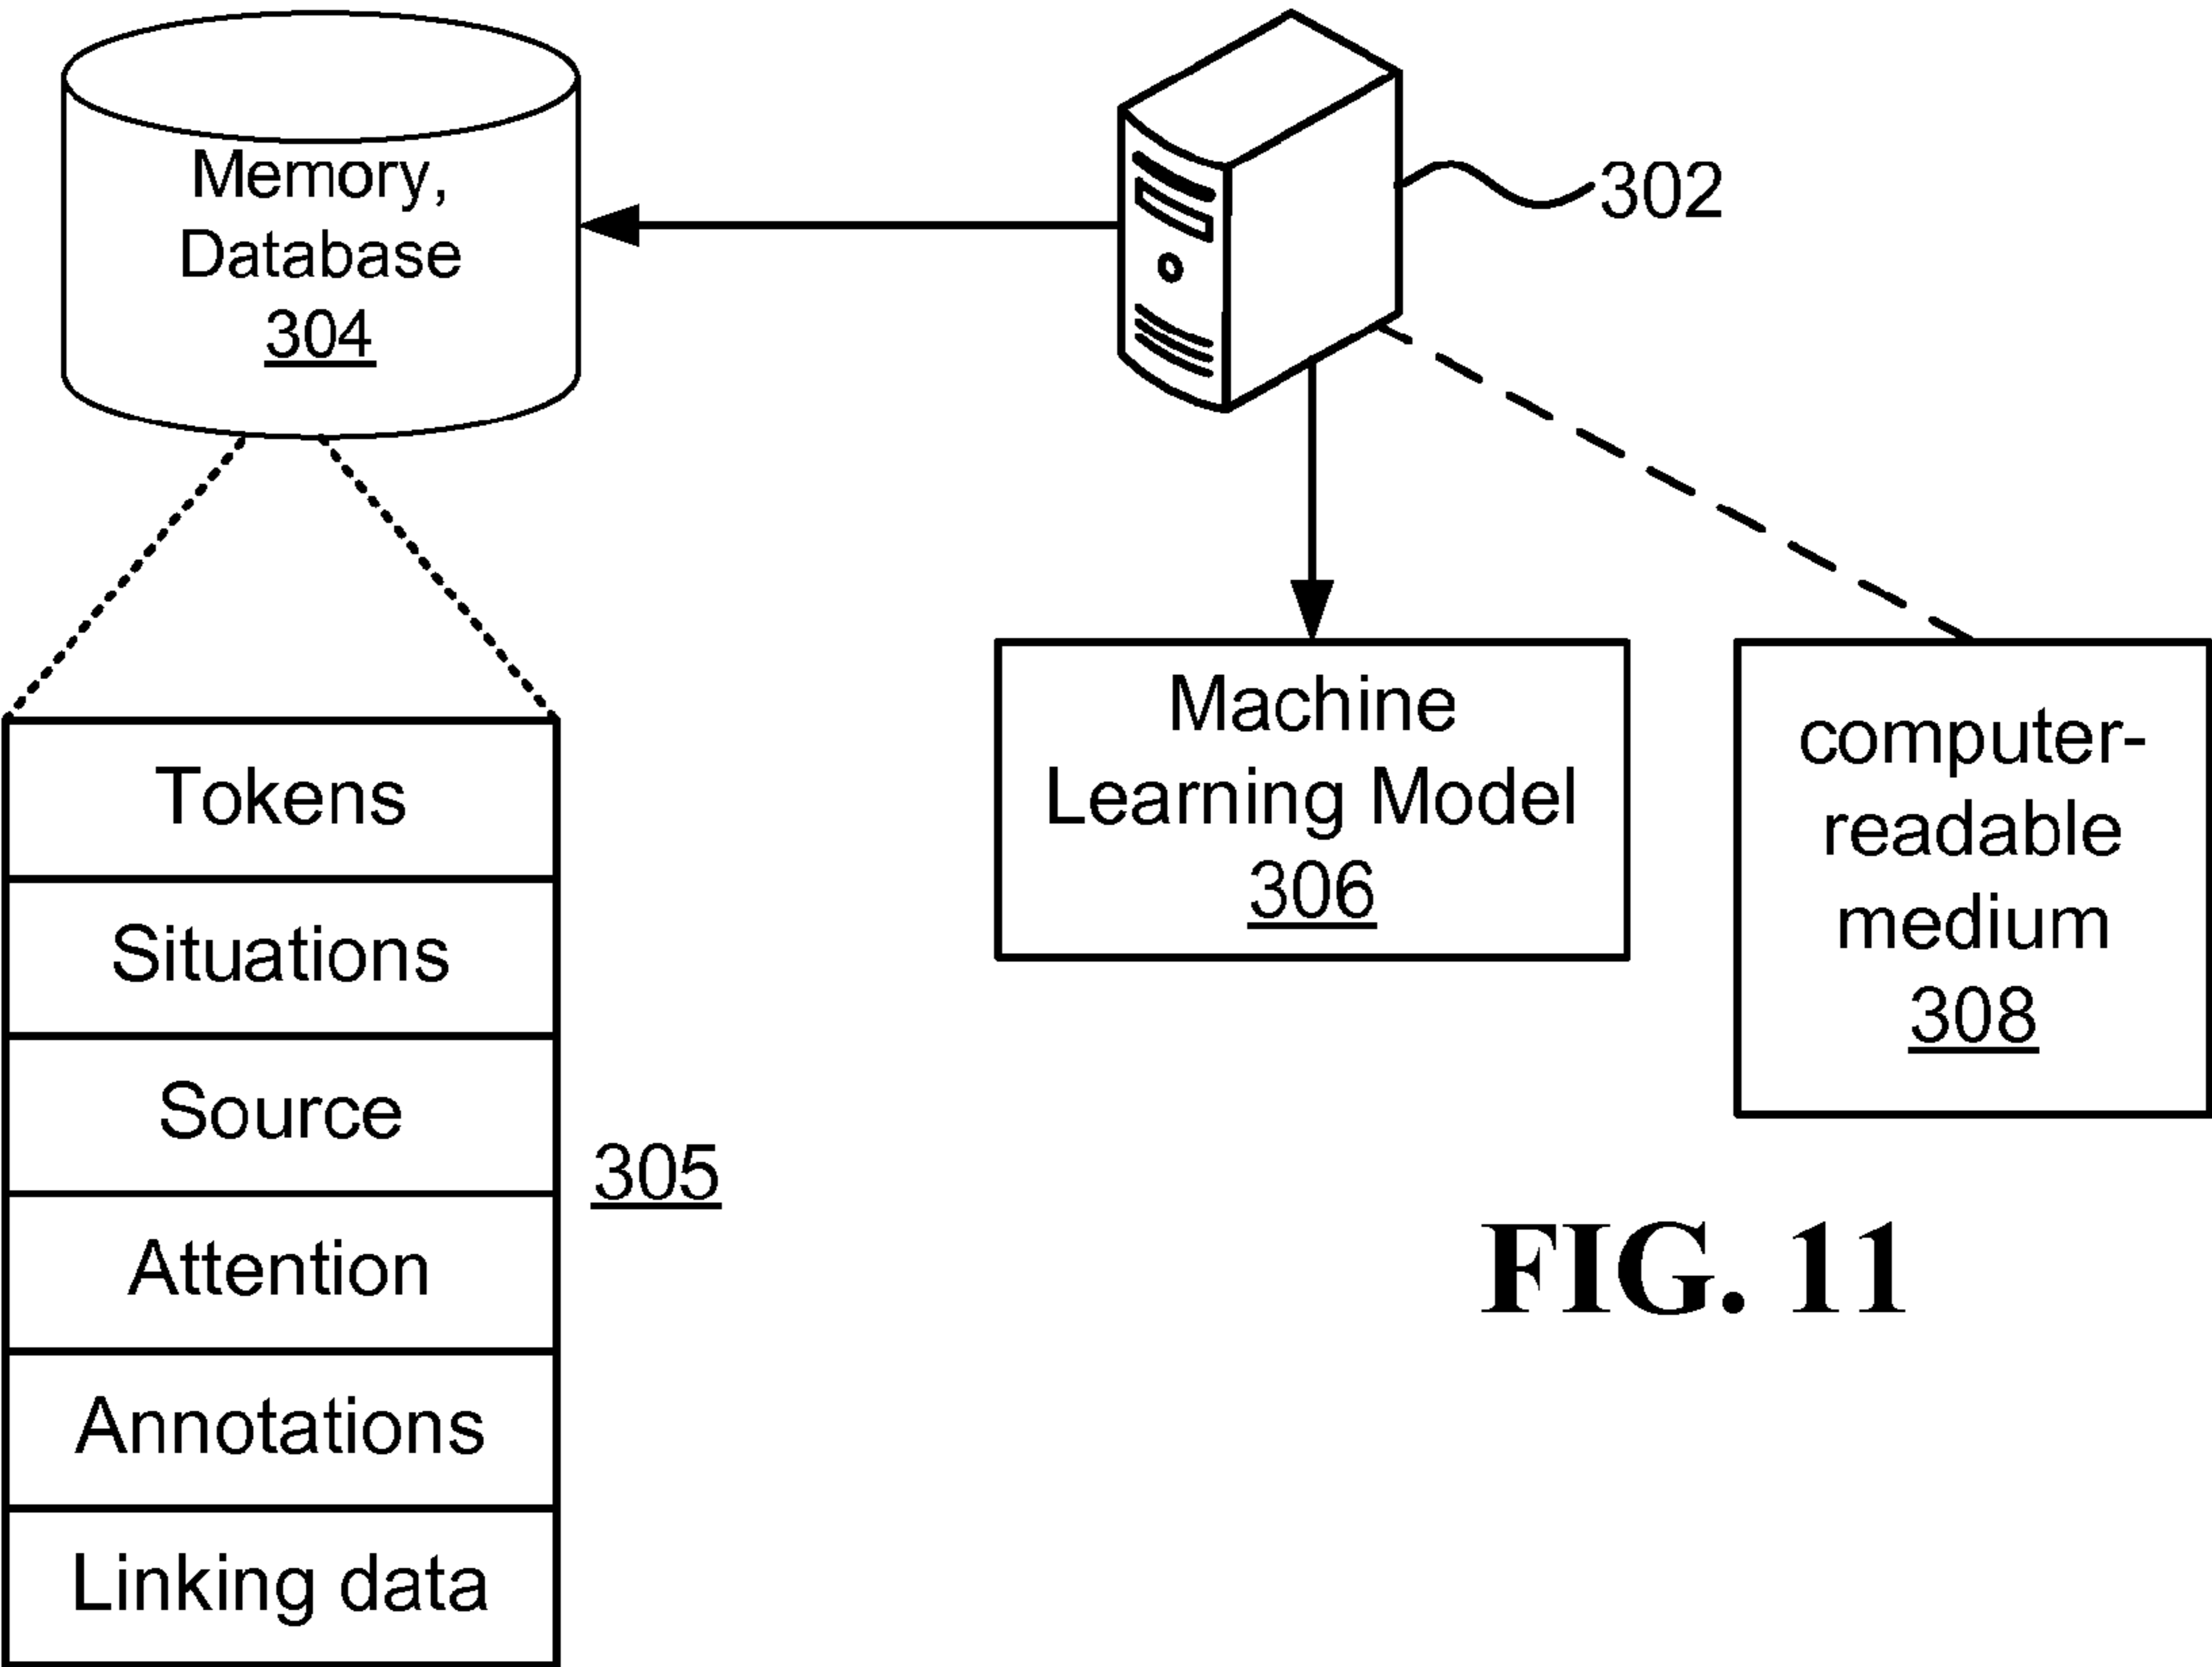 Memory,
Database
304
302
Machine
Learning Model
306
computer-
readable
medium
308
Tokens
Situations
Source
Attention
Annotations
Linking data
305
FIG. 11